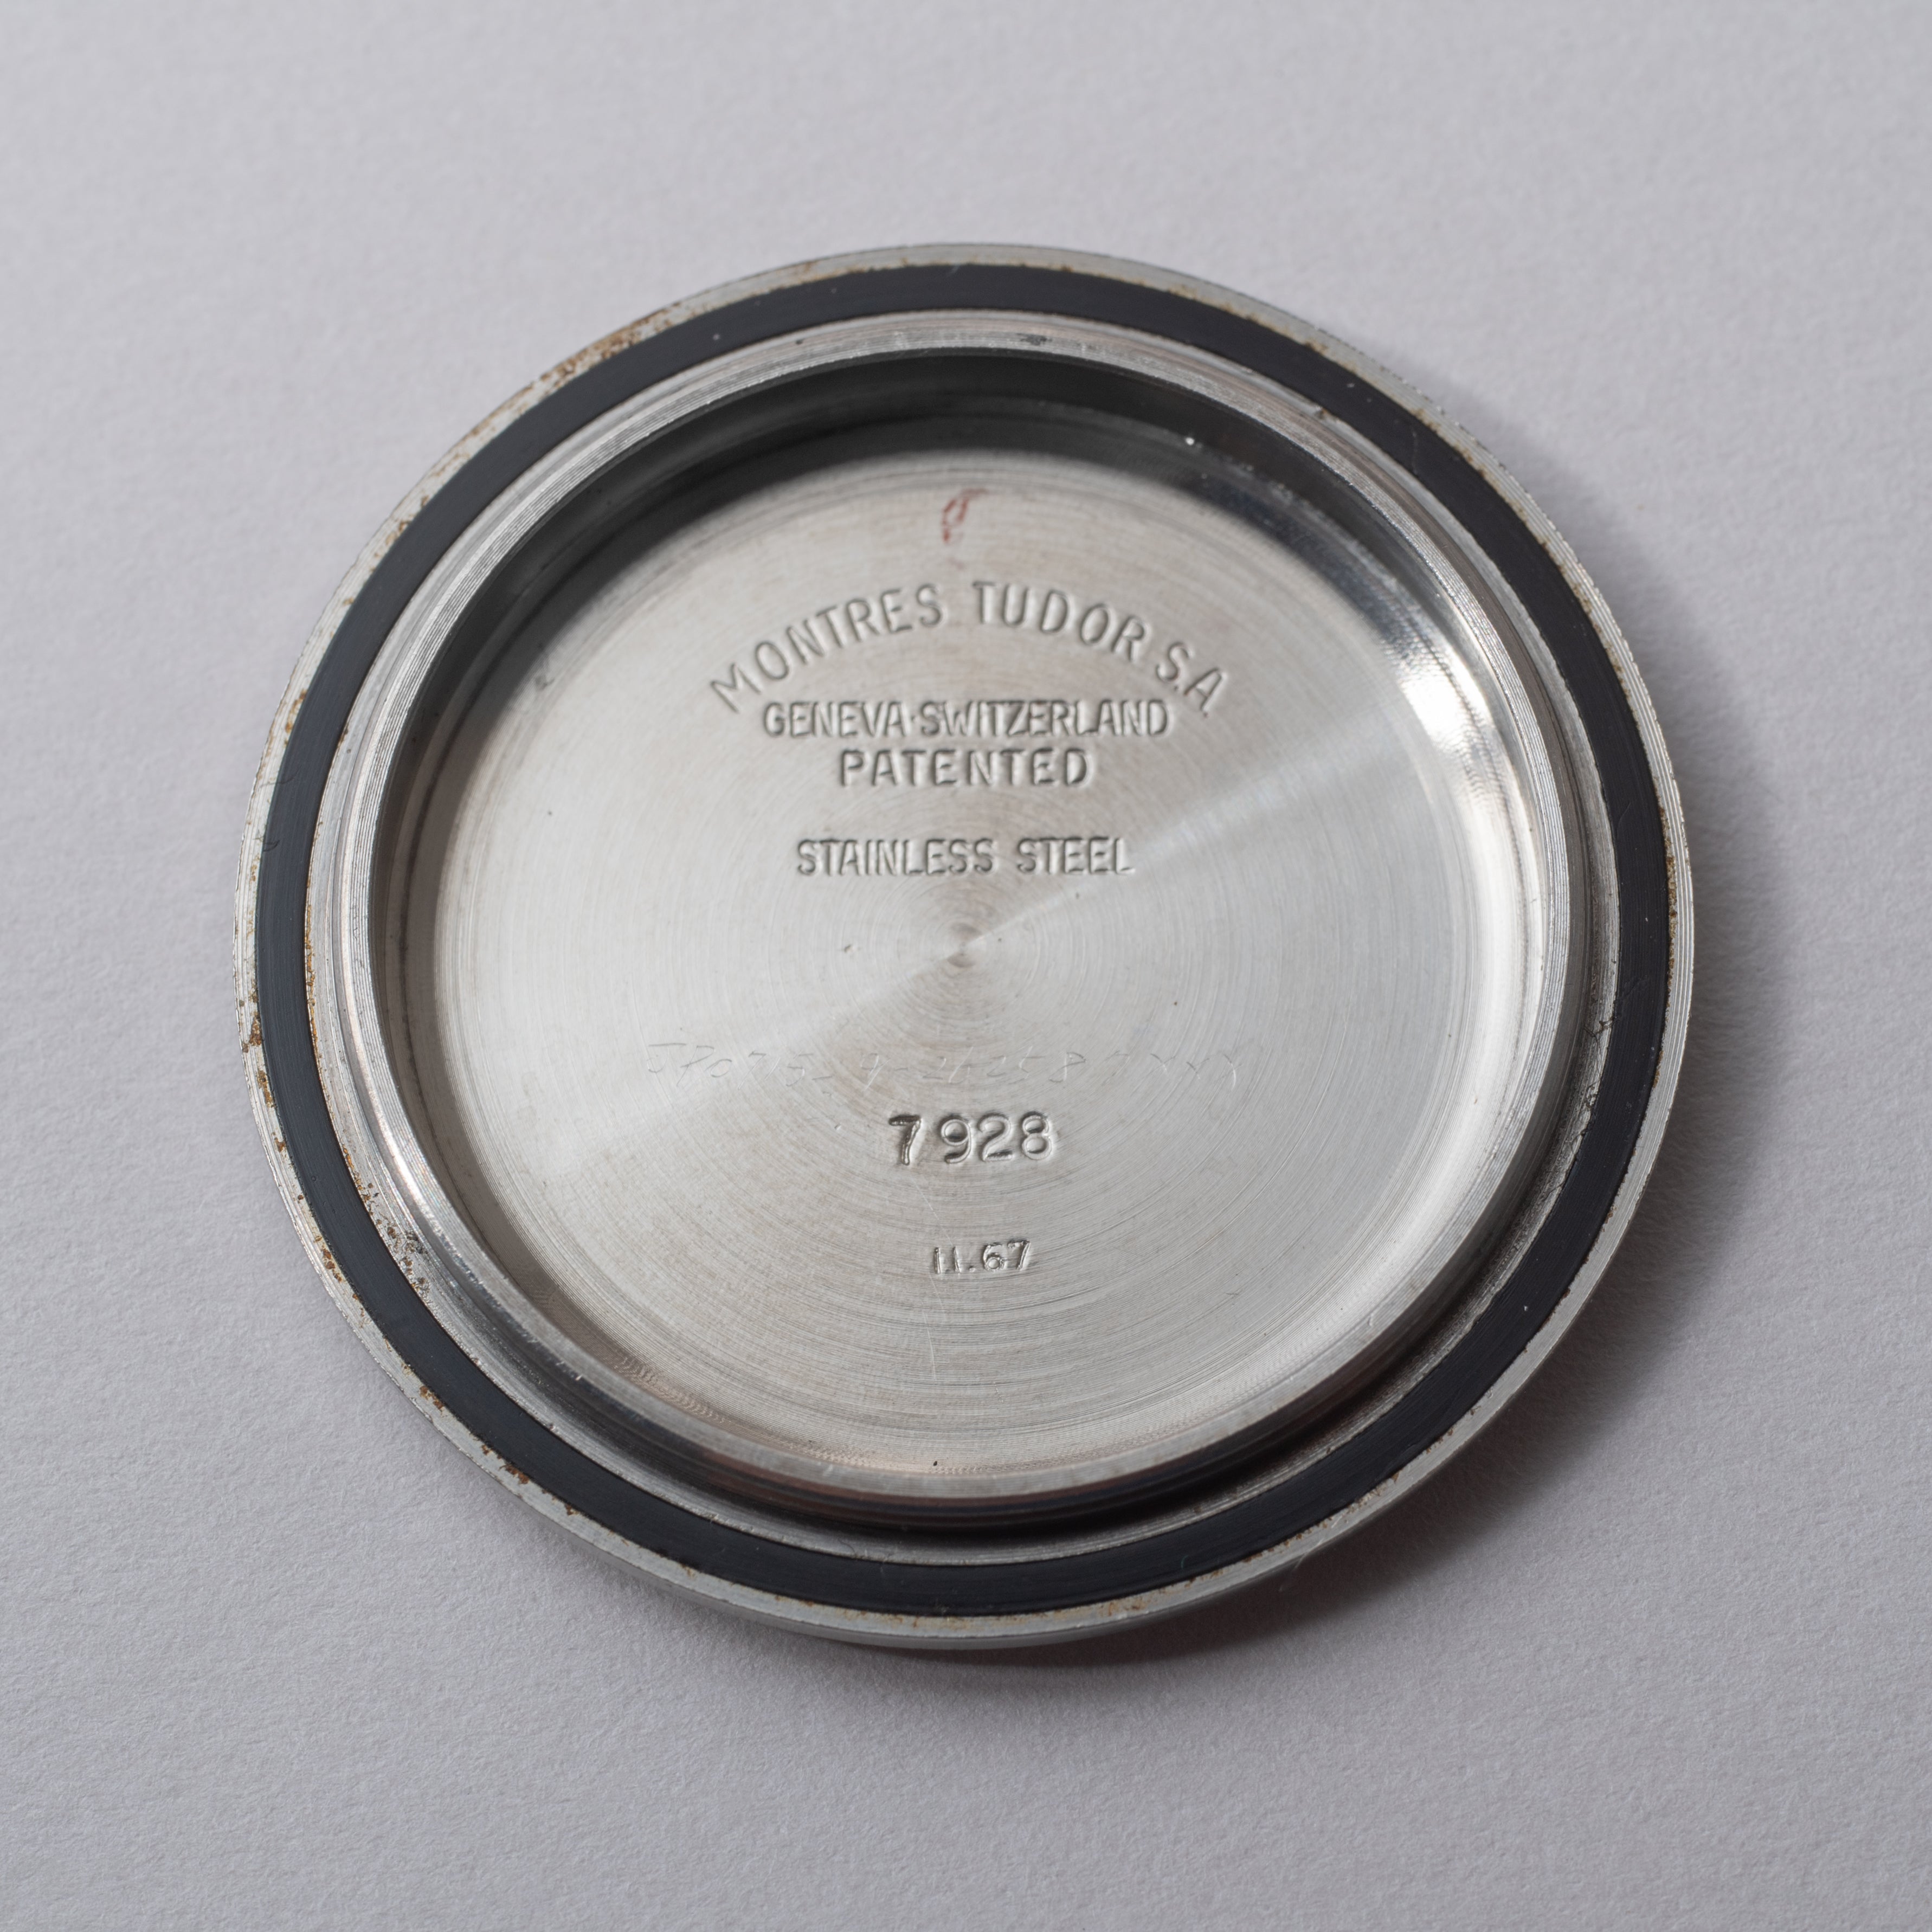 MONTRES TUDOR S.A.
GENEVA·SWITZERLAND
PATENTED
STAINLESS STEEL
7928
II.67